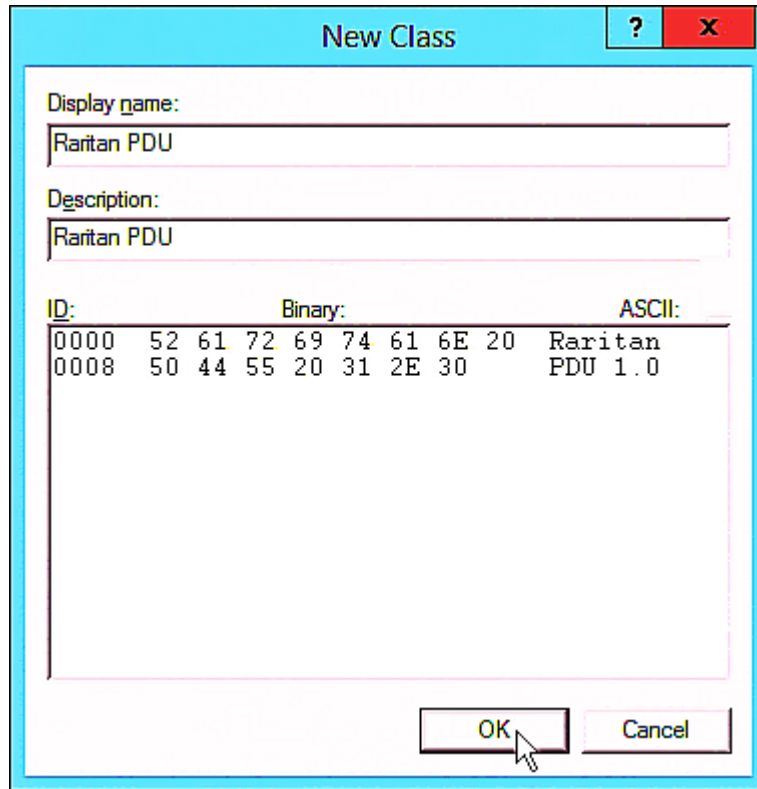 New Class
?
x
Display name:
Raritan PDU
Description:
Raritan PDU
ID: Binary: ASCII:
0000 52 61 72 69 74 61 6E 20 Raritan
0008 50 44 55 20 31 2E 30 PDU 1.0
OK Cancel